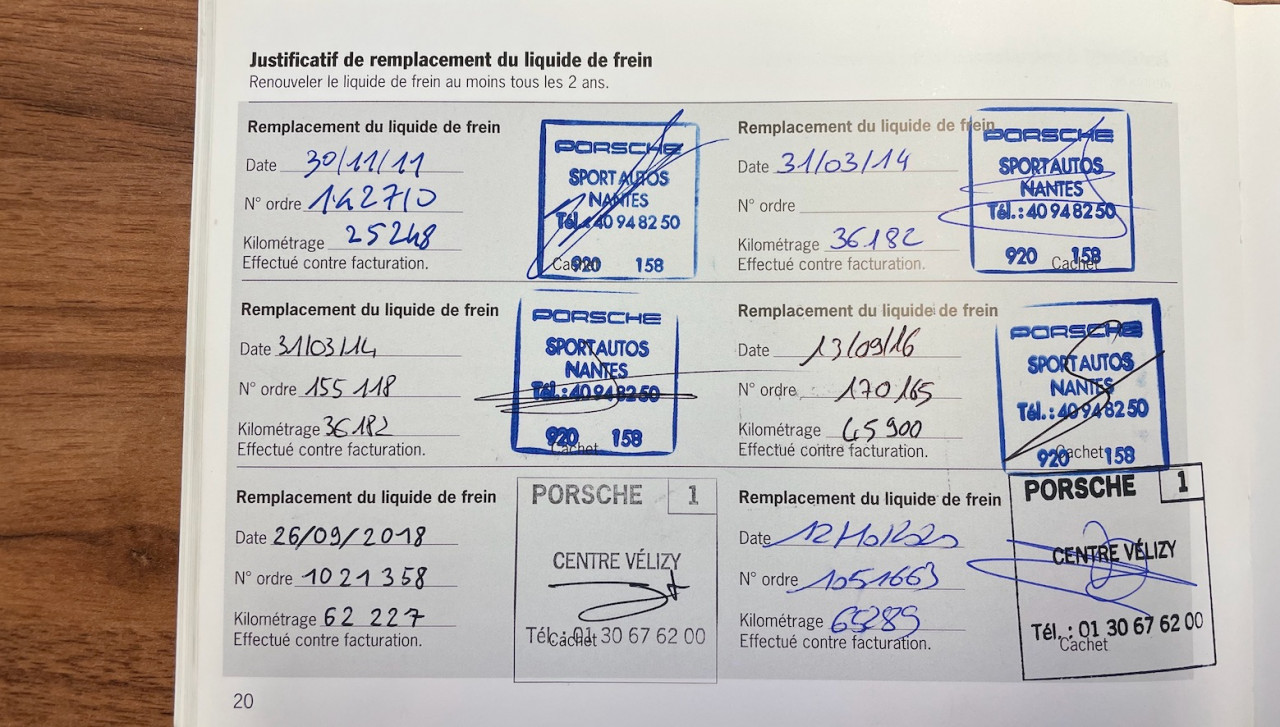 Justificatif de remplacement du liquide de frein
Renouveler le liquide de frein au moins tous les 2 ans.
Remplacement du liquide de frein
Date 30/11/11
N° ordre 142710
Kilométrage 25248
Effectué contre facturation.
PORSCHE
SPORT AUTOS
NANTES
Tél.: 40 94 82 50
920 158
Cachet
Remplacement du liquide de frein
Date 31/03/14
N° ordre
Kilométrage 36182
Effectué contre facturation.
PORSCHE
SPORT AUTOS
NANTES
Tél.: 40 94 82 50
920 158
Cachet
Remplacement du liquide de frein
Date 31/03/14
N° ordre 155 118
Kilométrage 36182
Effectué contre facturation.
PORSCHE
SPORT AUTOS
NANTES
Tél.: 40 94 82 50
920 158
Cachet
Remplacement du liquide de frein
Date 13/09/16
N° ordre 170165
Kilométrage 45900
Effectué contre facturation.
PORSCHE
SPORT AUTOS
NANTES
Tél.: 40 94 82 50
920 158
Cachet
Remplacement du liquide de frein
Date 26/09/2018
N° ordre 1021358
Kilométrage 62 227
Effectué contre facturation.
PORSCHE 1
CENTRE VÉLIZY
Tél. : 01 30 67 62 00
Cachet
Remplacement du liquide de frein
Date 12/10/2020
N° ordre 1051663
Kilométrage
Effectué contre facturation.
PORSCHE 1
CENTRE VÉLIZY
Tél. : 01 30 67 62 00
Cachet
20